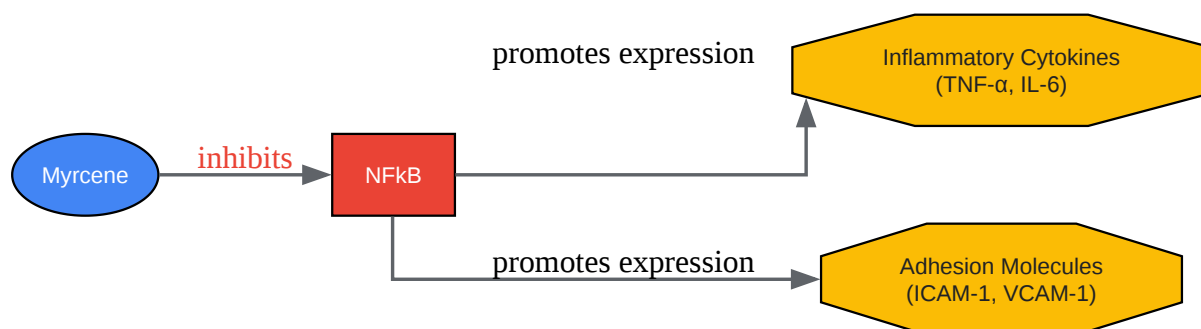 promotes expression
Inflammatory Cytokines
(TNF-α, IL-6)
Myrcene
inhibits
NFkB
promotes expression
Adhesion Molecules
(ICAM-1, VCAM-1)